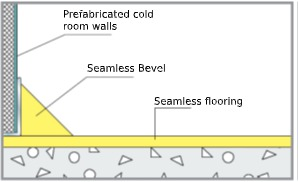 Prefabricated cold
room walls
Seamless Bevel
Seamless flooring